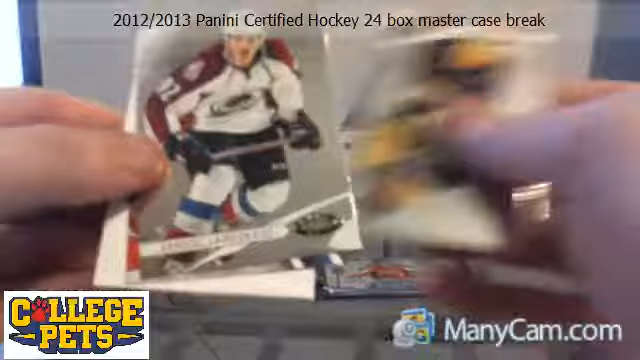 2012/2013 Panini Certified Hockey 24 box master case break
COLLEGE
PETS
ManyCam.com